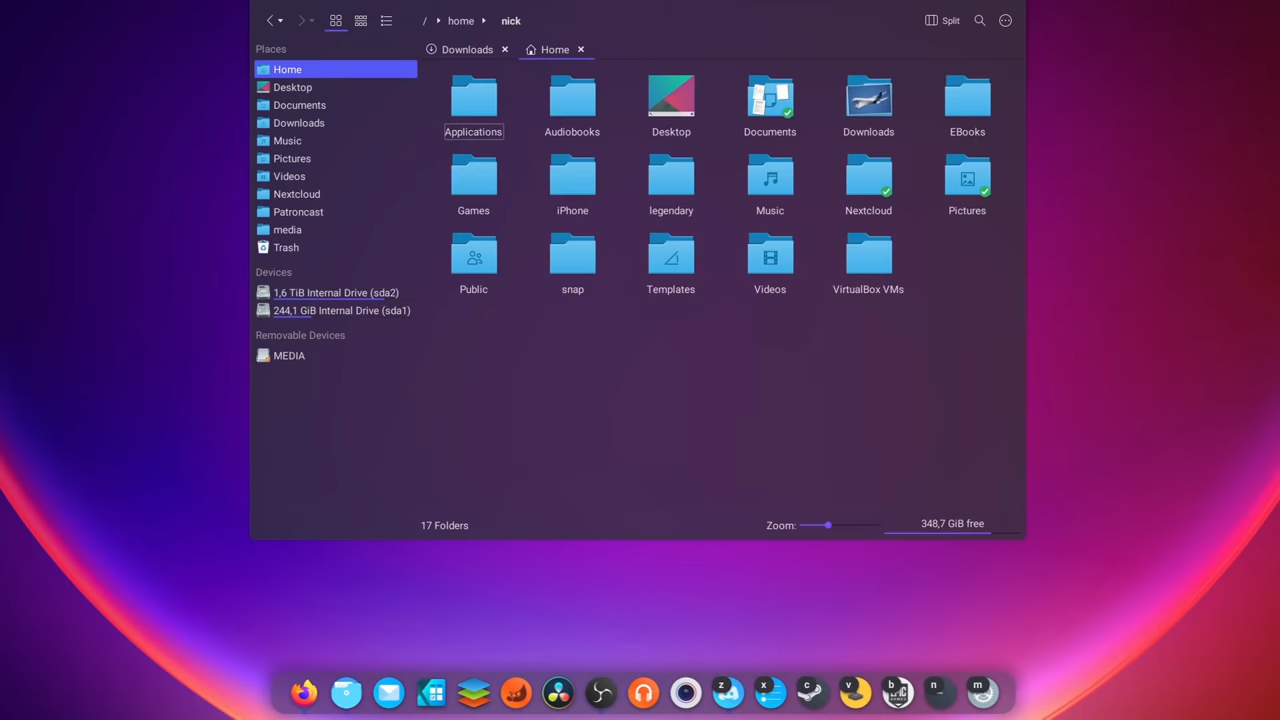 / home nick
Split
Places
Downloads
Home
Home
Desktop
Documents
Downloads
Music
Pictures
Videos
Nextcloud
Patroncast
media
Trash
Devices
1,6 TiB Internal Drive (sda2)
244,1 GiB Internal Drive (sda1)
Removable Devices
MEDIA
Applications
Audiobooks
Desktop
Documents
Downloads
EBooks
Games
iPhone
legendary
Music
Nextcloud
Pictures
Public
snap
Templates
Videos
VirtualBox VMs
17 Folders
Zoom:
348,7 GiB free
z
x
c
v
b
EPIC
GAMES
n
m